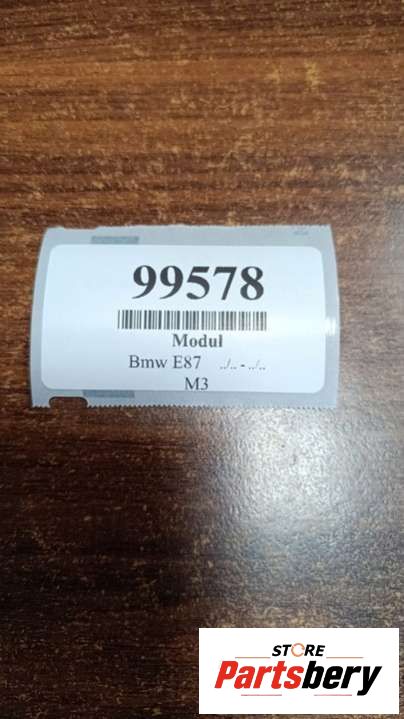 99578
Modul
Bmw E87 ../.. - ../..
M3
STORE
Partsbery